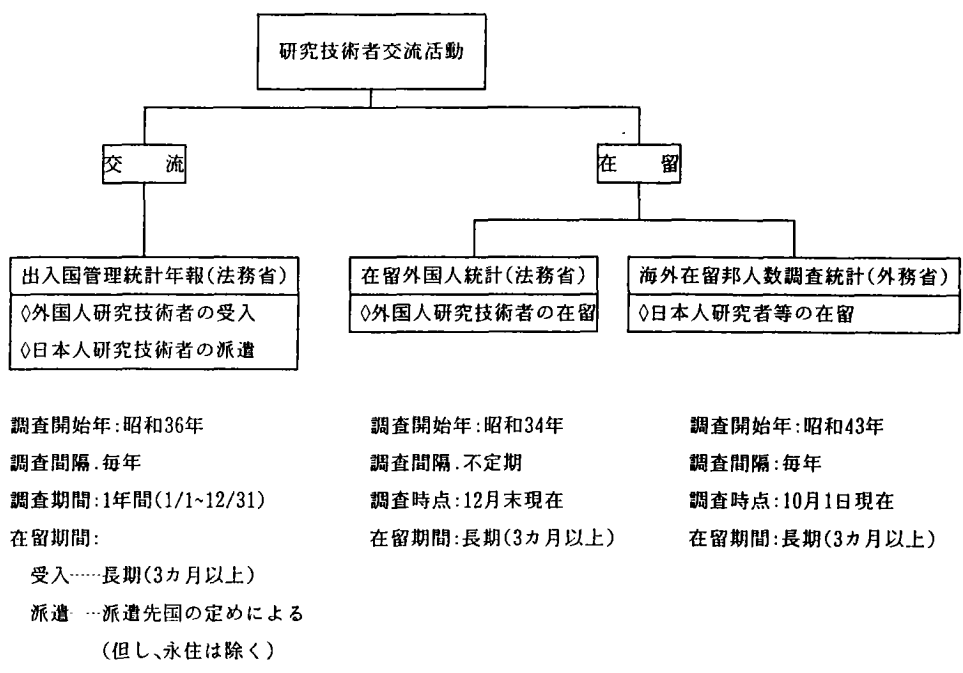 研究技術者交流活動
交　流
在　留
出入国管理統計年報(法務省)
◊外国人研究技術者の受入
◊日本人研究技術者の派遣
在留外国人統計(法務省)
◊外国人研究技術者の在留
海外在留邦人数調査統計(外務省)
◊日本人研究者等の在留
調査開始年:昭和36年
調査間隔.毎年
調査期間:1年間(1/1~12/31)
在留期間:
受入……長期(3カ月以上)
派遣 …派遣先国の定めによる
(但し、永住は除く)
調査開始年:昭和34年
調査間隔.不定期
調査時点:12月末現在
在留期間:長期(3カ月以上)
調査開始年:昭和43年
調査間隔:毎年
調査時点:10月1日現在
在留期間:長期(3カ月以上)